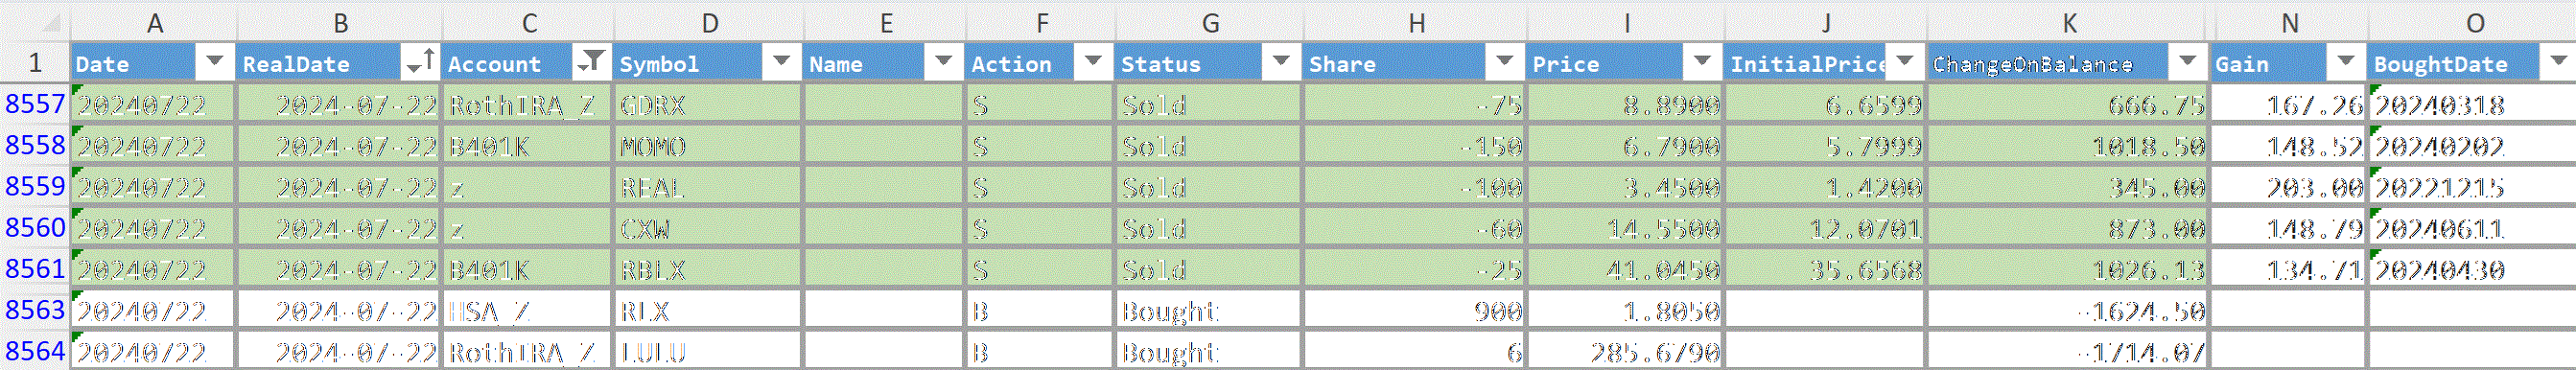 A B C D E F G H I J K N O
1 Date RealDate Account Symbol Name Action Status Share Price InitialPrice ChangeOnBalance Gain BoughtDate
8557 20240722 2024-07-22 RothIRA_Z GDRX S Sold -75 8.8900 6.6599 666.75 167.26 20240318
8558 20240722 2024-07-22 B401K MOMO S Sold -150 6.7900 5.7999 1018.50 148.52 20240202
8559 20240722 2024-07-22 z REAL S Sold -100 3.4500 1.4200 345.00 203.00 20221215
8560 20240722 2024-07-22 z CXW S Sold -60 14.5500 12.0701 873.00 148.79 20240611
8561 20240722 2024-07-22 B401K RBLX S Sold -25 41.0450 35.6568 1026.13 134.71 20240430
8563 20240722 2024-07-22 HSA_Z RLX B Bought 900 1.8050 -1624.50
8564 20240722 2024-07-22 RothIRA_Z LULU B Bought 6 285.6790 -1714.07